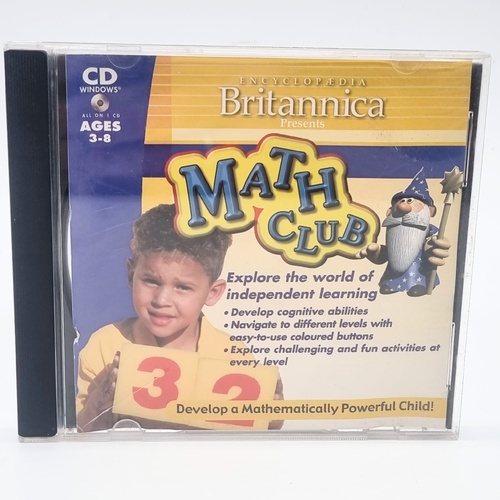 CD
WINDOWS®
ALL ON 1 CD
AGES
3-8
ENCYCLOPÆDIA
Britannica®
Presents
MATH
CLUB
Explore the world of
independent learning
• Develop cognitive abilities
• Navigate to different levels with
easy-to-use coloured buttons
• Explore challenging and fun activities at
every level
3 2
Develop a Mathematically Powerful Child!